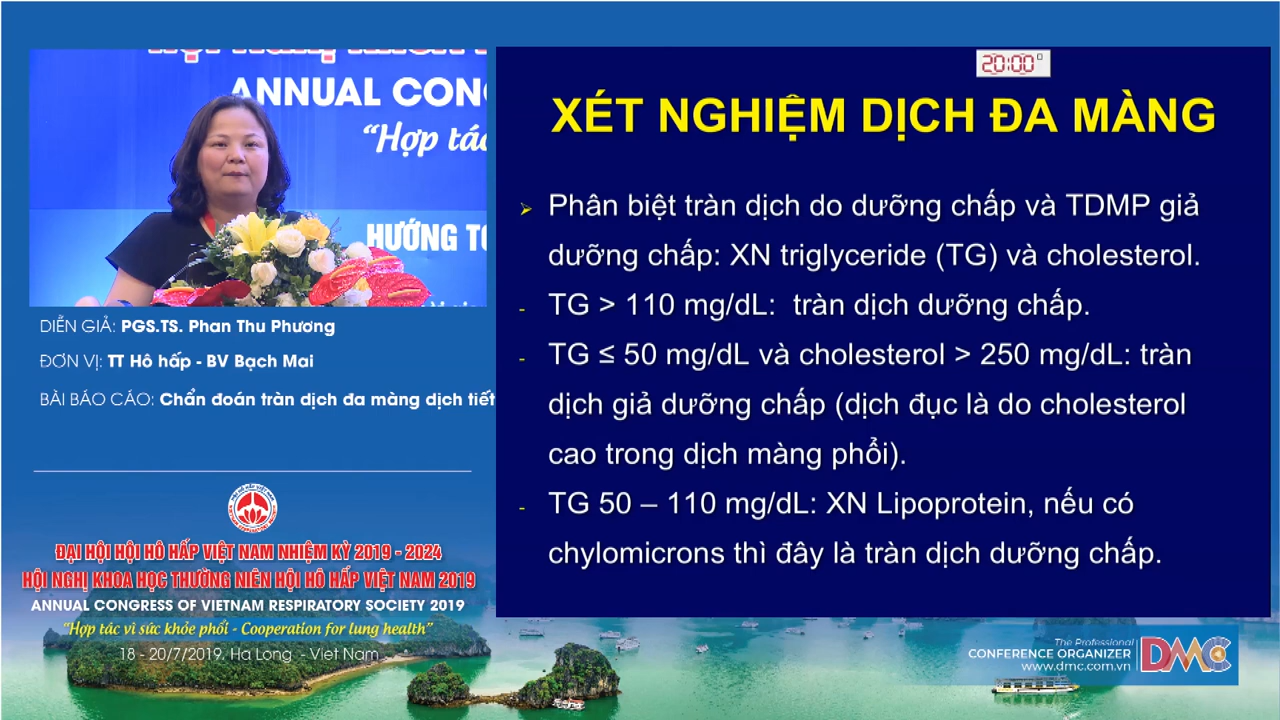 ANNUAL CONG
“Hợp tác
HƯỚNG TỚ
DIỄN GIẢ: PGS.TS. Phan Thu Phương
ĐƠN VỊ: TT Hô hấp - BV Bạch Mai
BÀI BÁO CÁO: Chẩn đoán tràn dịch đa màng dịch tiết
ĐẠI HỘI HỘI HÔ HẤP VIỆT NAM NHIỆM KỲ 2019 - 2024
HỘI NGHỊ KHOA HỌC THƯỜNG NIÊN HỘI HÔ HẤP VIỆT NAM 2019
ANNUAL CONGRESS OF VIETNAM RESPIRATORY SOCIETY 2019
“Hợp tác vì sức khỏe phổi - Cooperation for lung health”
18 - 20/7/2019. Ha Long - Viet Nam
20:00
XÉT NGHIỆM DỊCH ĐA MÀNG
Phân biệt tràn dịch do dưỡng chấp và TDMP giả
dưỡng chấp: XN triglyceride (TG) và cholesterol.
- TG > 110 mg/dL: tràn dịch dưỡng chấp.
- TG ≤ 50 mg/dL và cholesterol > 250 mg/dL: tràn
dịch giả dưỡng chấp (dịch đục là do cholesterol
cao trong dịch màng phổi).
- TG 50 – 110 mg/dL: XN Lipoprotein, nếu có
chylomicrons thì đây là tràn dịch dưỡng chấp.
The Professional
CONFERENCE ORGANIZER
www.dmc.com.vn
DMC